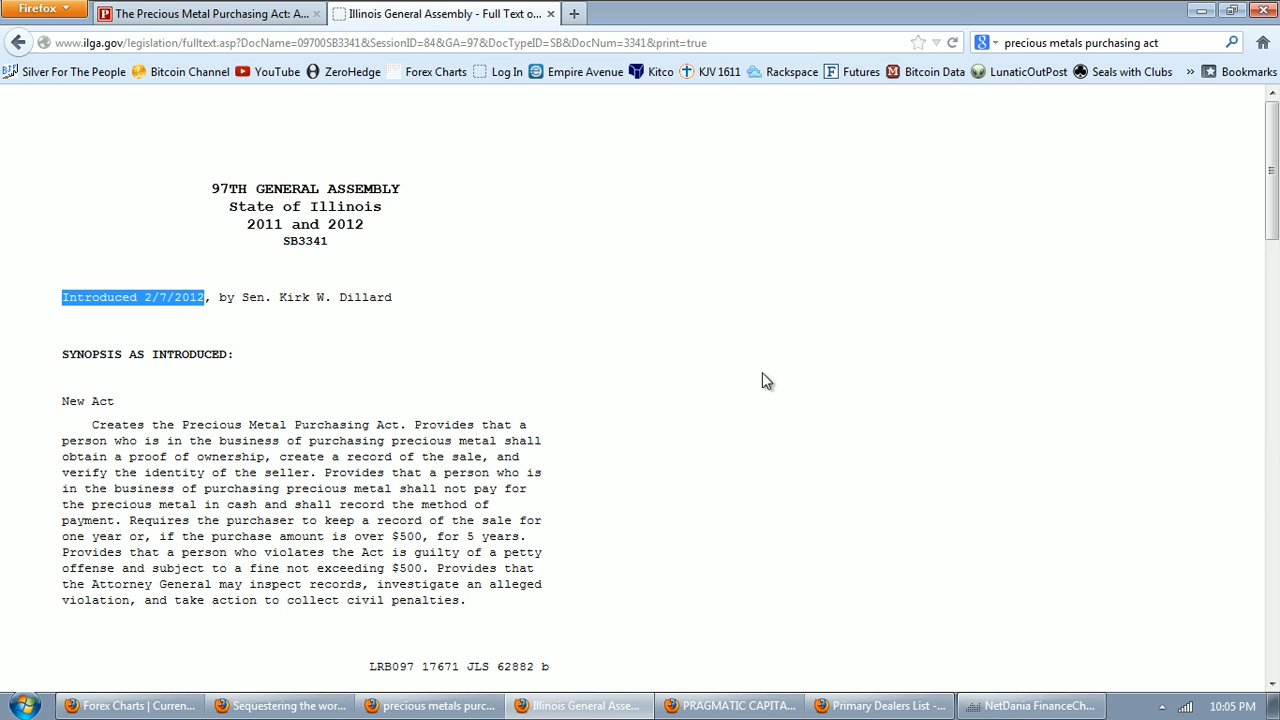 Firefox
The Precious Metal Purchasing Act: A...
Illinois General Assembly - Full Text o...
www.ilga.gov/legislation/fulltext.asp?DocName=09700SB3341&SessionID=84&GA=97&DocTypeID=SB&DocNum=3341&print=true
precious metals purchasing act
Silver For The People
Bitcoin Channel
YouTube
ZeroHedge
Forex Charts
Log In
Empire Avenue
Kitco
KJV 1611
Rackspace
Futures
Bitcoin Data
LunaticOutPost
Seals with Clubs
»
Bookmarks
97TH GENERAL ASSEMBLY
State of Illinois
2011 and 2012
SB3341
Introduced 2/7/2012, by Sen. Kirk W. Dillard
SYNOPSIS AS INTRODUCED:
New Act
Creates the Precious Metal Purchasing Act. Provides that a
person who is in the business of purchasing precious metal shall
obtain a proof of ownership, create a record of the sale, and
verify the identity of the seller. Provides that a person who is
in the business of purchasing precious metal shall not pay for
the precious metal in cash and shall record the method of
payment. Requires the purchaser to keep a record of the sale for
one year or, if the purchase amount is over $500, for 5 years.
Provides that a person who violates the Act is guilty of a petty
offense and subject to a fine not exceeding $500. Provides that
the Attorney General may inspect records, investigate an alleged
violation, and take action to collect civil penalties.
LRB097 17671 JLS 62882 b
Forex Charts | Curren...
Sequestering the wor...
precious metals purc...
Illinois General Asse...
PRAGMATIC CAPITA...
Primary Dealers List -...
NetDania FinanceCh...
10:05 PM